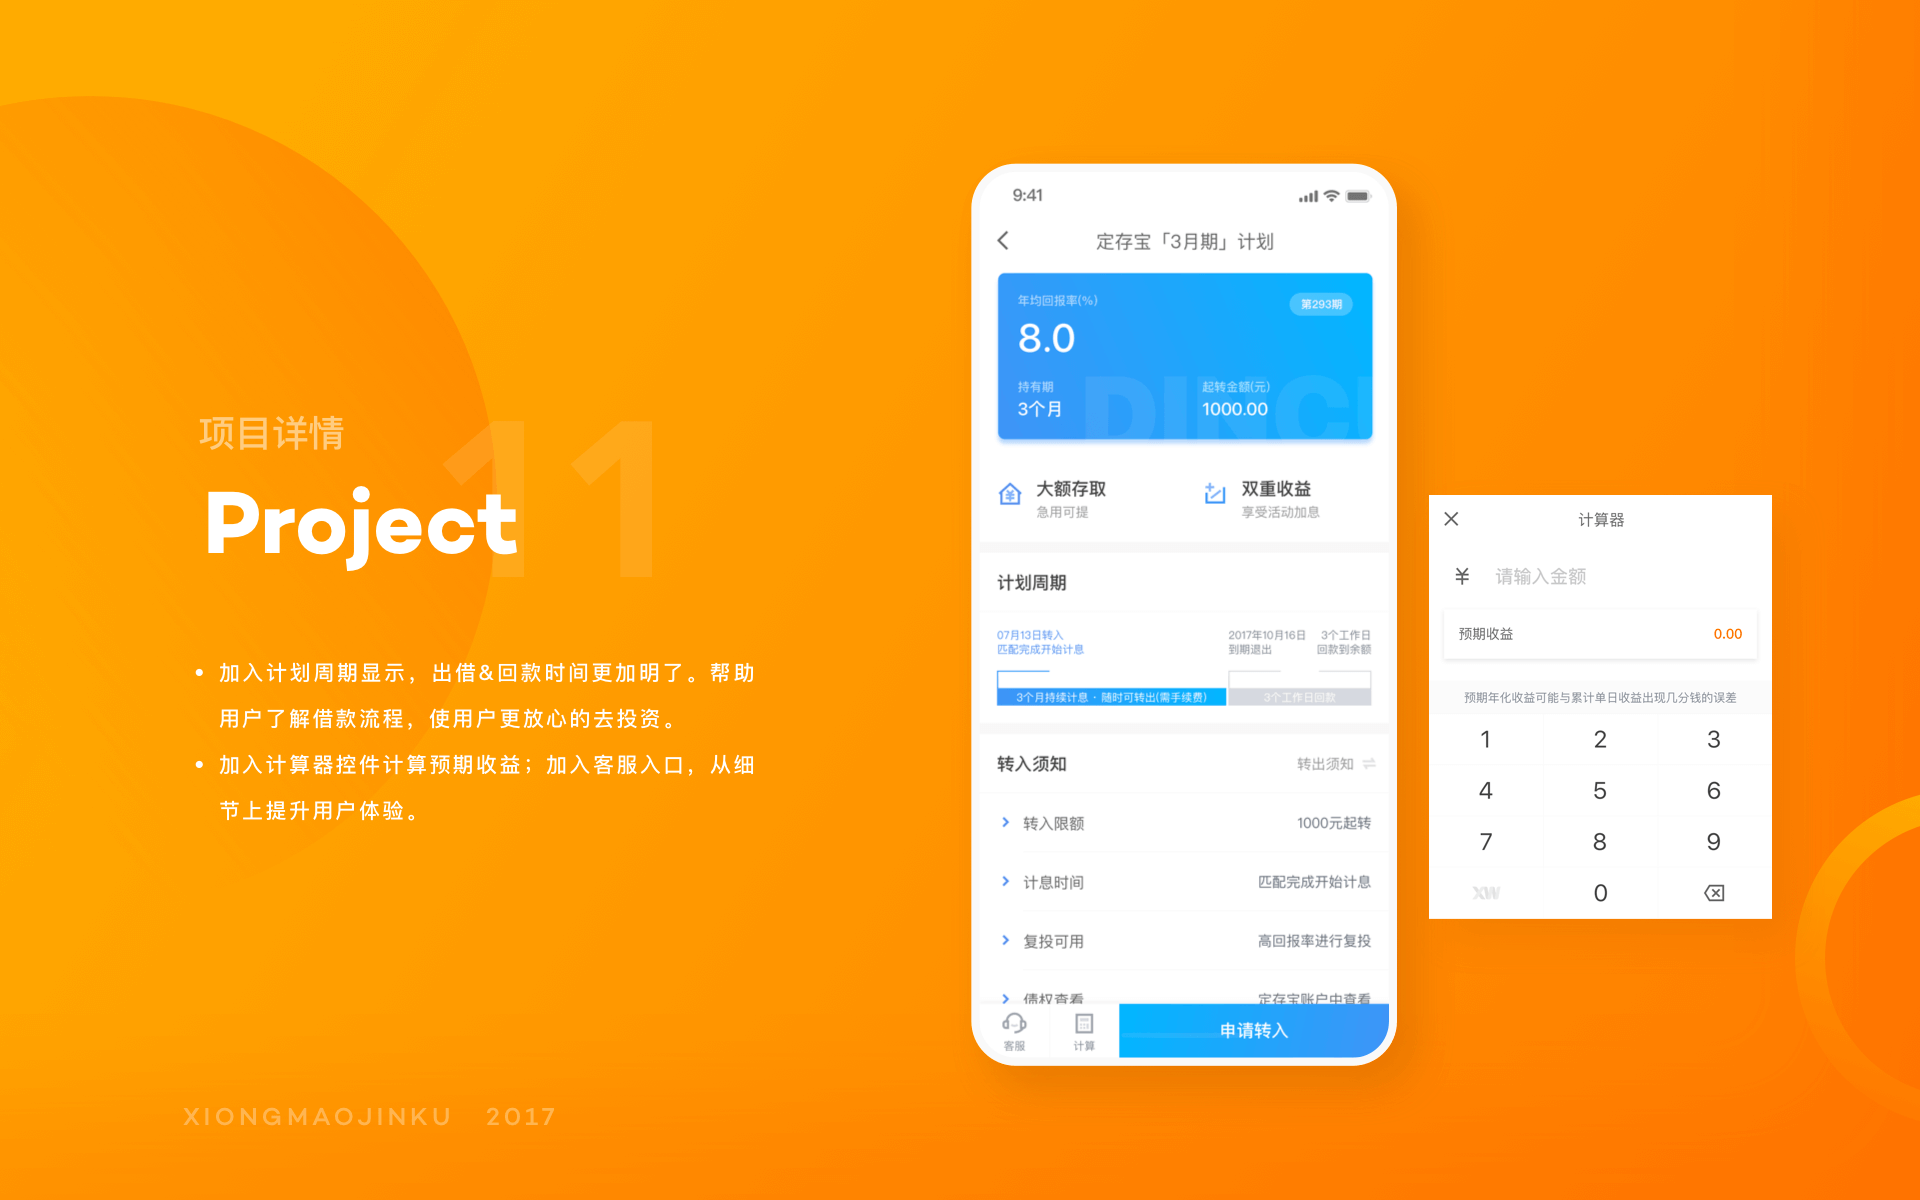 项目详情
11
Project
• 加入计划周期显示，出借&回款时间更加明了。帮助
用户了解借款流程，使用户更放心的去投资。
• 加入计算器控件计算预期收益；加入客服入口，从细
节上提升用户体验。
XIONGMAOJINKU 2017
9:41
定存宝「3月期」计划
年均回报率(%)
第293期
8.0
持有期
起转金额(元)
3个月
1000.00
大额存取
急用可提
双重收益
享受活动加息
计划周期
07月13日转入
匹配完成开始计息
2017年10月16日
到期退出
3个工作日
回款到余额
3个月持续计息 · 随时可转出(需手续费)
3个工作日回款
转入须知
转出须知
转入限额
1000元起转
计息时间
匹配完成开始计息
复投可用
高回报率进行复投
债权查看
定存宝账户中查看
客服
计算
申请转入
计算器
¥ 请输入金额
预期收益
0.00
预期年化收益可能与累计单日收益出现几分钱的误差
1 2 3
4 5 6
7 8 9
XW 0